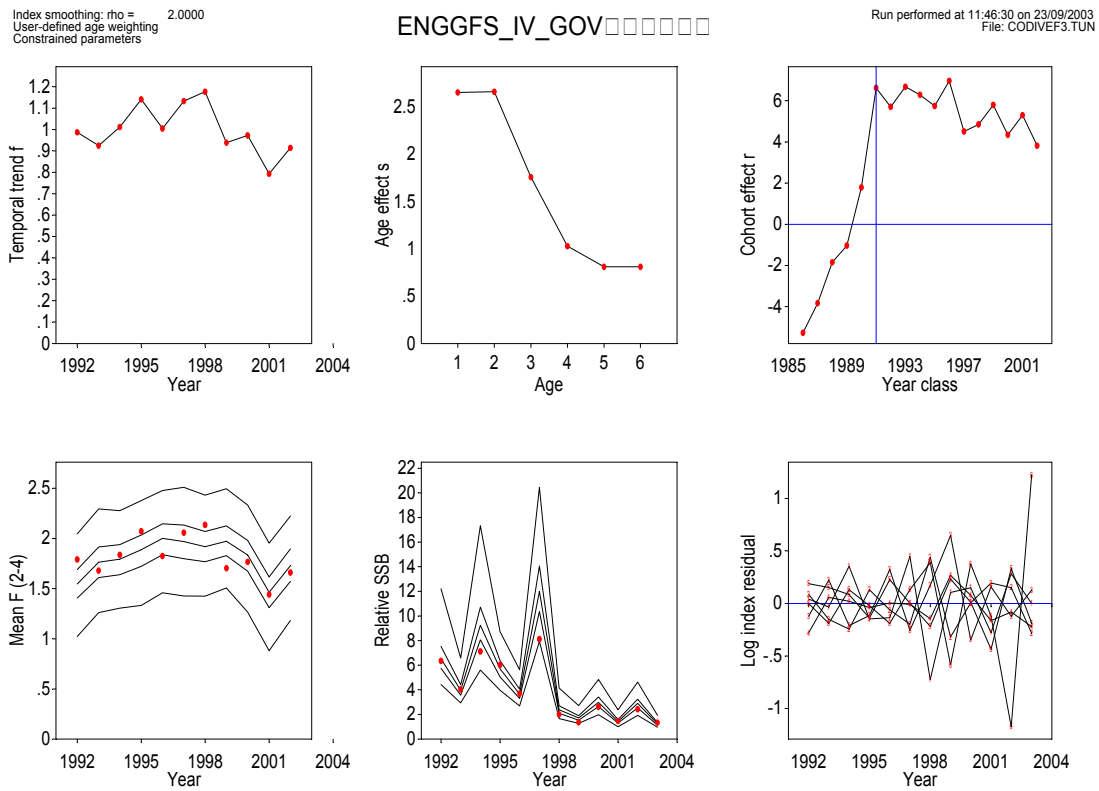 Index smoothing: rho = 2.0000
User-defined age weighting
Constrained parameters
ENGGFS_IV_GOV□□□□□□
Run performed at 11:46:30 on 23/09/2003
File: CODIVEF3.TUN
Temporal trend f
1.2
1.1
1
.9
.8
.7
.6
.5
.4
.3
.2
.1
0
1992 1995 1998 2001 2004
Year
Age effect s
2.5
2
1.5
1
.5
0
1 2 3 4 5 6
Age
Cohort effect r
6
4
2
0
-2
-4
1985 1989 1993 1997 2001
Year class
Mean F (2-4)
2.5
2
1.5
1
.5
0
1992 1995 1998 2001 2004
Year
Relative SSB
22
20
18
16
14
12
10
8
6
4
2
0
1992 1995 1998 2001 2004
Year
Log index residual
1
.5
0
-.5
-1
1992 1995 1998 2001 2004
Year